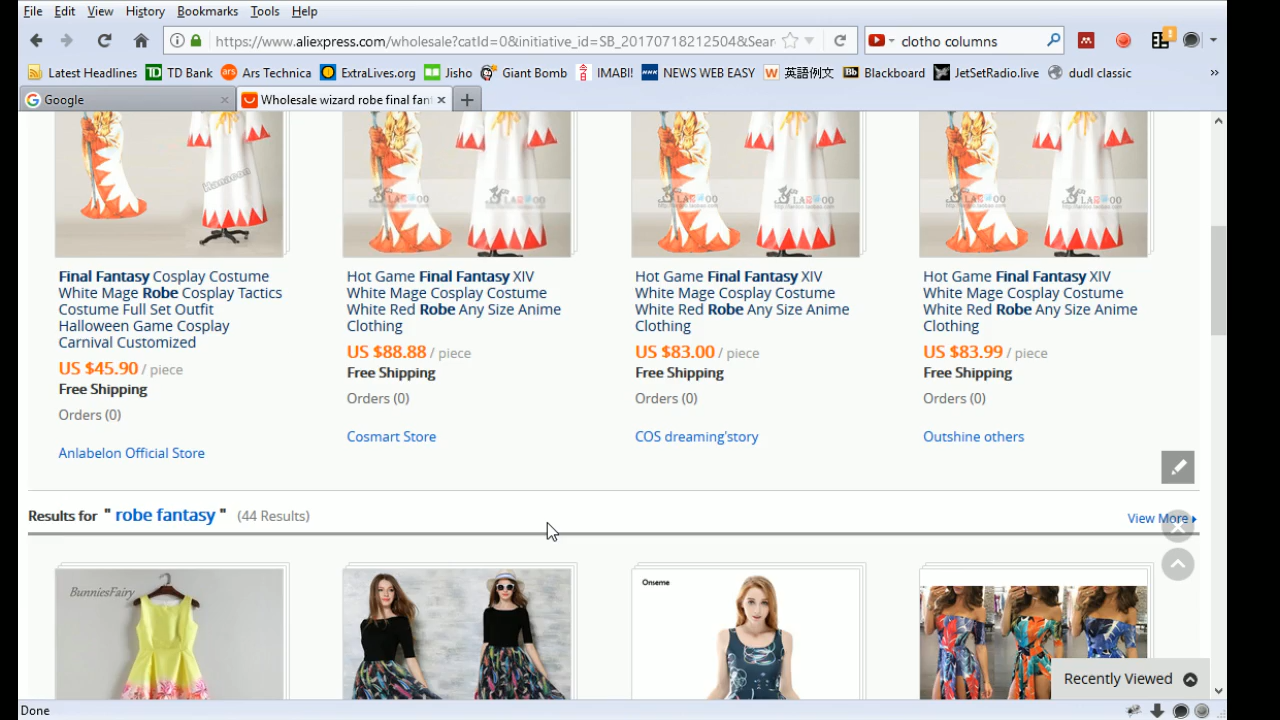 File Edit View History Bookmarks Tools Help
https://www.aliexpress.com/wholesale?catId=0&initiative_id=SB_20170718212504&Sear
clotho columns
Latest Headlines TD TD Bank ars Ars Technica ExtraLives.org Jisho Giant Bomb IMABI! NHK NEWS WEB EASY W 英語例文 Bb Blackboard JetSetRadio.live dudl classic »
Google
Wholesale wizard robe final fant
Final Fantasy Cosplay Costume
White Mage Robe Cosplay Tactics
Costume Full Set Outfit
Halloween Game Cosplay
Carnival Customized
US $45.90 / piece
Free Shipping
Orders (0)
Anlabelon Official Store
Hot Game Final Fantasy XIV
White Mage Cosplay Costume
White Red Robe Any Size Anime
Clothing
US $88.88 / piece
Free Shipping
Orders (0)
Cosmart Store
Hot Game Final Fantasy XIV
White Mage Cosplay Costume
White Red Robe Any Size Anime
Clothing
US $83.00 / piece
Free Shipping
Orders (0)
COS dreaming'story
Hot Game Final Fantasy XIV
White Mage Cosplay Costume
White Red Robe Any Size Anime
Clothing
US $83.99 / piece
Free Shipping
Orders (0)
Outshine others
Results for " robe fantasy " (44 Results)
View More
BunniesFairy
Onseme
Recently Viewed
Done